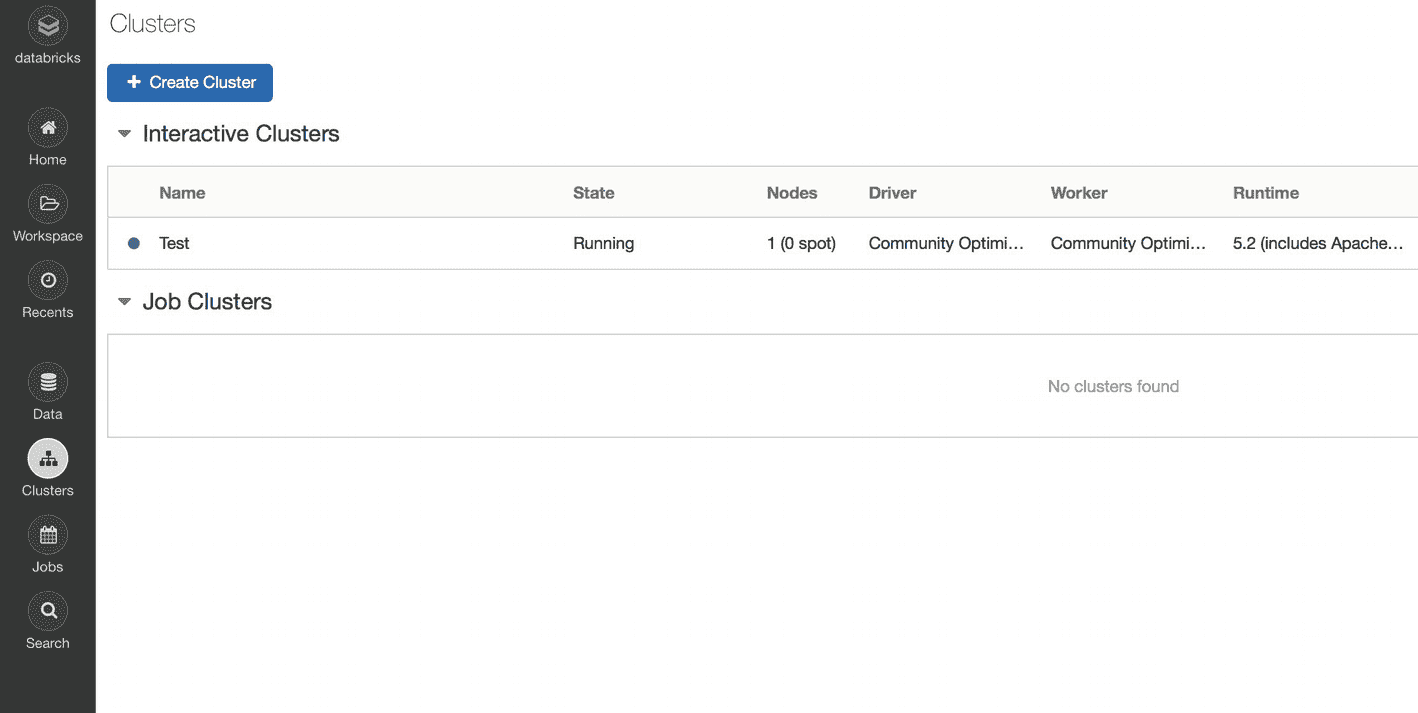 databricks
Home
Workspace
Recents
Data
Clusters
Jobs
Search
Clusters
+ Create Cluster
Interactive Clusters
Name State Nodes Driver Worker Runtime
Test Running 1 (0 spot) Community Optimi... Community Optimi... 5.2 (includes Apache...
Job Clusters
No clusters found